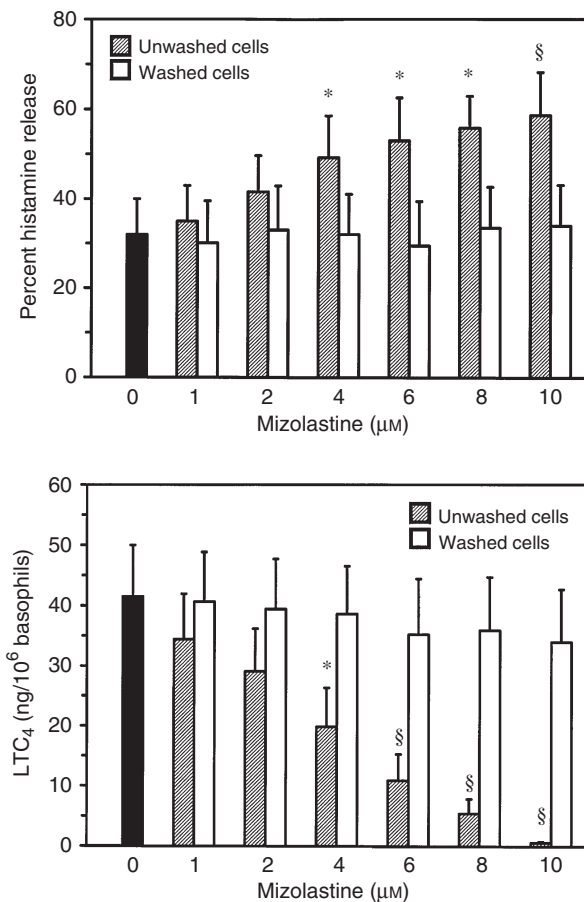 80
Unwashed cells
Washed cells
§
*
*
*
60
40
20
0
Percent histamine release
0 1 2 4 6 8 10
Mizolastine (μM)
60
Unwashed cells
Washed cells
50
40
30
*
20
§
10
§
§
0
LTC₄ (ng/10⁶ basophils)
0 1 2 4 6 8 10
Mizolastine (μM)